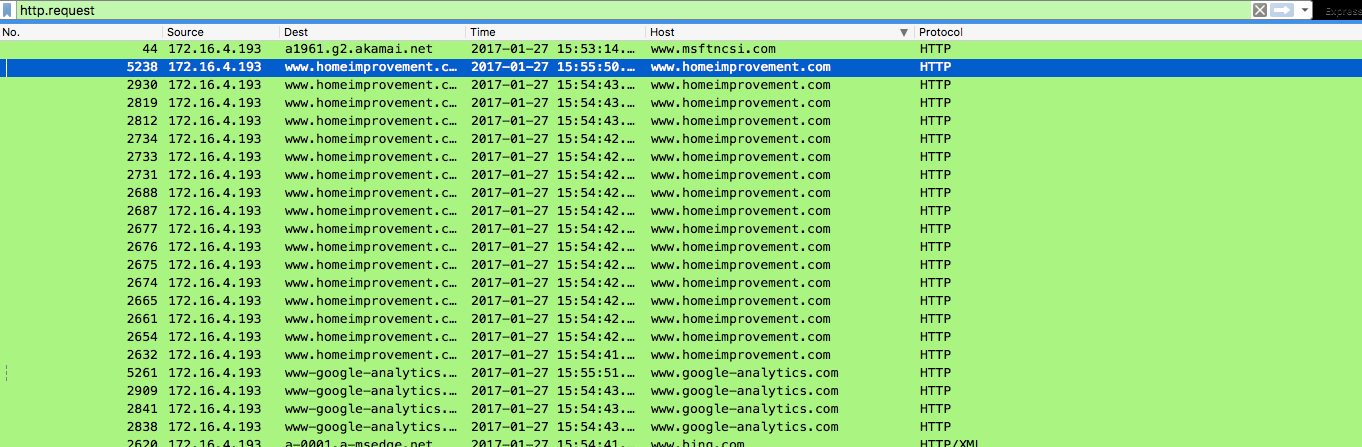 http.request Express
No. Source Dest Time Host Protocol
44 172.16.4.193 a1961.g2.akamai.net 2017-01-27 15:53:14.… www.msftncsi.com HTTP
5238 172.16.4.193 www.homeimprovement.c… 2017-01-27 15:55:50.… www.homeimprovement.com HTTP
2930 172.16.4.193 www.homeimprovement.c… 2017-01-27 15:54:43.… www.homeimprovement.com HTTP
2819 172.16.4.193 www.homeimprovement.c… 2017-01-27 15:54:43.… www.homeimprovement.com HTTP
2812 172.16.4.193 www.homeimprovement.c… 2017-01-27 15:54:43.… www.homeimprovement.com HTTP
2734 172.16.4.193 www.homeimprovement.c… 2017-01-27 15:54:42.… www.homeimprovement.com HTTP
2733 172.16.4.193 www.homeimprovement.c… 2017-01-27 15:54:42.… www.homeimprovement.com HTTP
2731 172.16.4.193 www.homeimprovement.c… 2017-01-27 15:54:42.… www.homeimprovement.com HTTP
2688 172.16.4.193 www.homeimprovement.c… 2017-01-27 15:54:42.… www.homeimprovement.com HTTP
2687 172.16.4.193 www.homeimprovement.c… 2017-01-27 15:54:42.… www.homeimprovement.com HTTP
2677 172.16.4.193 www.homeimprovement.c… 2017-01-27 15:54:42.… www.homeimprovement.com HTTP
2676 172.16.4.193 www.homeimprovement.c… 2017-01-27 15:54:42.… www.homeimprovement.com HTTP
2675 172.16.4.193 www.homeimprovement.c… 2017-01-27 15:54:42.… www.homeimprovement.com HTTP
2674 172.16.4.193 www.homeimprovement.c… 2017-01-27 15:54:42.… www.homeimprovement.com HTTP
2665 172.16.4.193 www.homeimprovement.c… 2017-01-27 15:54:42.… www.homeimprovement.com HTTP
2661 172.16.4.193 www.homeimprovement.c… 2017-01-27 15:54:42.… www.homeimprovement.com HTTP
2654 172.16.4.193 www.homeimprovement.c… 2017-01-27 15:54:42.… www.homeimprovement.com HTTP
2632 172.16.4.193 www.homeimprovement.c… 2017-01-27 15:54:41.… www.homeimprovement.com HTTP
5261 172.16.4.193 www-google-analytics.… 2017-01-27 15:55:51.… www.google-analytics.com HTTP
2909 172.16.4.193 www-google-analytics.… 2017-01-27 15:54:43.… www.google-analytics.com HTTP
2841 172.16.4.193 www-google-analytics.… 2017-01-27 15:54:43.… www.google-analytics.com HTTP
2838 172.16.4.193 www-google-analytics.… 2017-01-27 15:54:43.… www.google-analytics.com HTTP
2620 172.16.4.193 a-0001.a-msedge.net 2017-01-27 15:54:41.… www.bing.com HTTP/XML